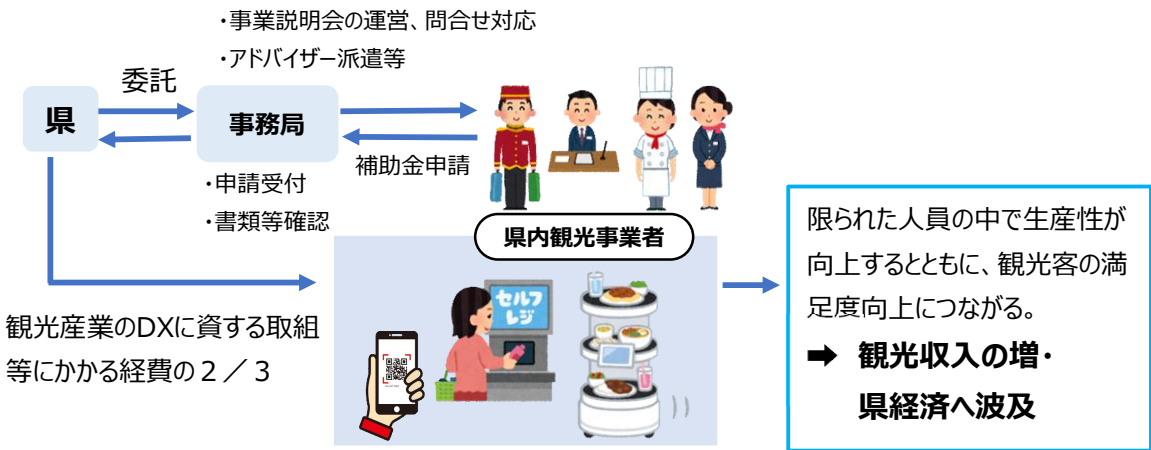 ・事業説明会の運営、問合せ対応
・アドバイザー派遣等
委託
県
事務局
補助金申請
・申請受付
・書類等確認
県内観光事業者
セルフ
レジ
観光産業のDXに資する取組
等にかかる経費の２／３
限られた人員の中で生産性が
向上するとともに、観光客の満
足度向上につながる。
➡ 観光収入の増・
県経済へ波及